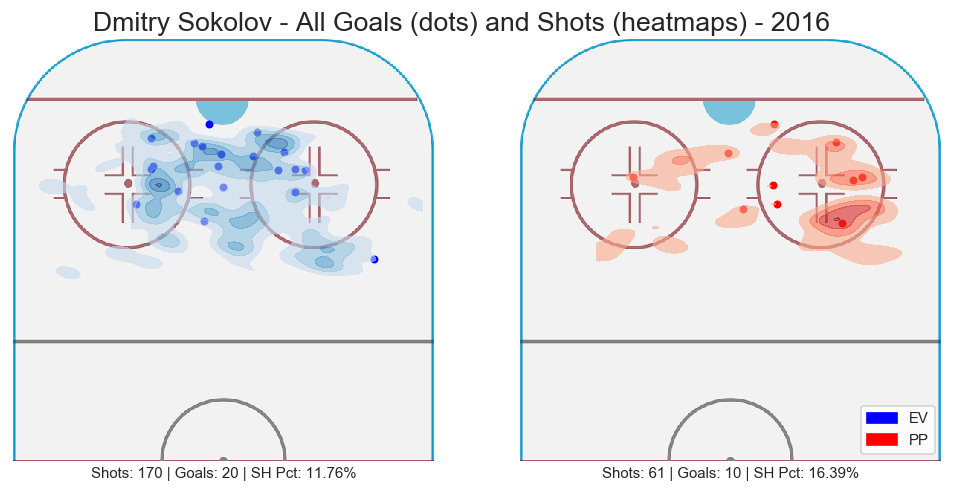 Dmitry Sokolov - All Goals (dots) and Shots (heatmaps) - 2016
EV
PP
Shots: 170 | Goals: 20 | SH Pct: 11.76%
Shots: 61 | Goals: 10 | SH Pct: 16.39%